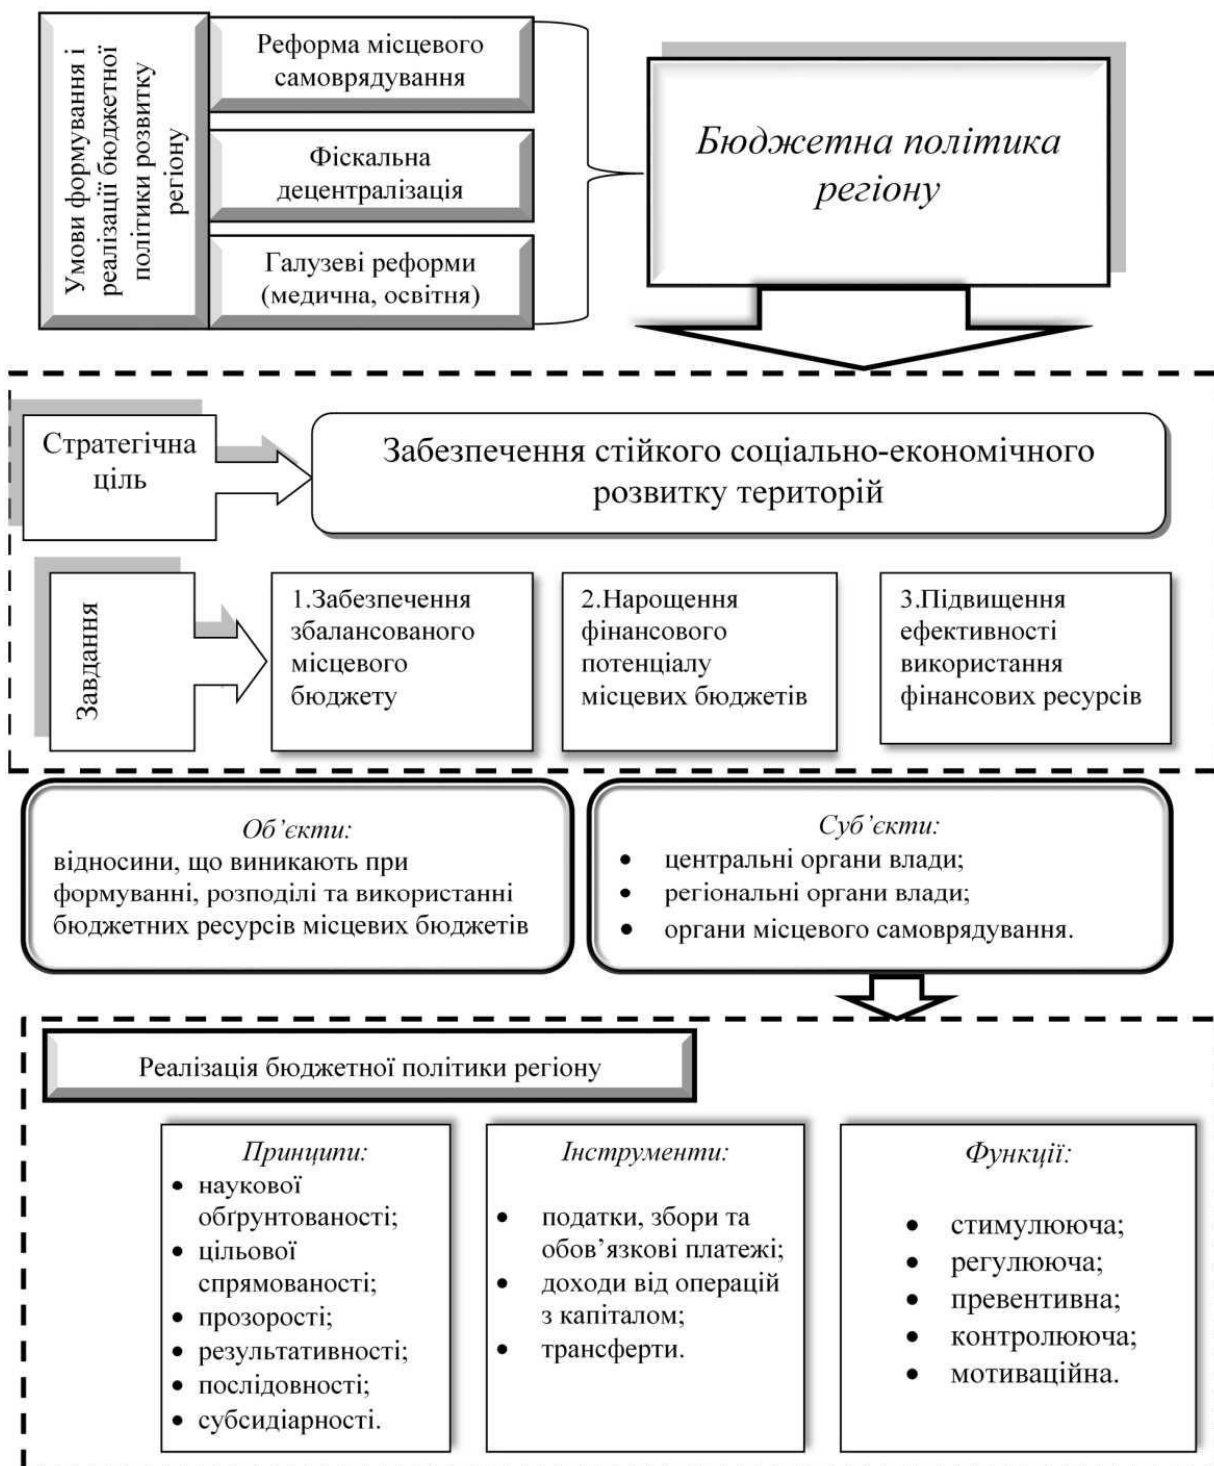 Умови формування і
реалізації бюджетної
політики розвитку
регіону
Реформа місцевого
самоврядування
Фіскальна
децентралізація
Галузеві реформи
(медична, освітня)
Бюджетна політика
регіону
Стратегічна
ціль
Забезпечення стійкого соціально-економічного
розвитку територій
Завдання
1.Забезпечення
збалансованого
місцевого
бюджету
2.Нарощення
фінансового
потенціалу
місцевих бюджетів
3.Підвищення
ефективності
використання
фінансових ресурсів
Об’єкти:
відносини, що виникають при
формуванні, розподілі та використанні
бюджетних ресурсів місцевих бюджетів
Суб’єкти:
• центральні органи влади;
• регіональні органи влади;
• органи місцевого самоврядування.
Реалізація бюджетної політики регіону
Принципи:
• наукової
обґрунтованості;
• цільової
спрямованості;
• прозорості;
• результативності;
• послідовності;
• субсидіарності.
Інструменти:
• податки, збори та
обов’язкові платежі;
• доходи від операцій
з капіталом;
• трансферти.
Функції:
• стимулююча;
• регулююча;
• превентивна;
• контролююча;
• мотиваційна.